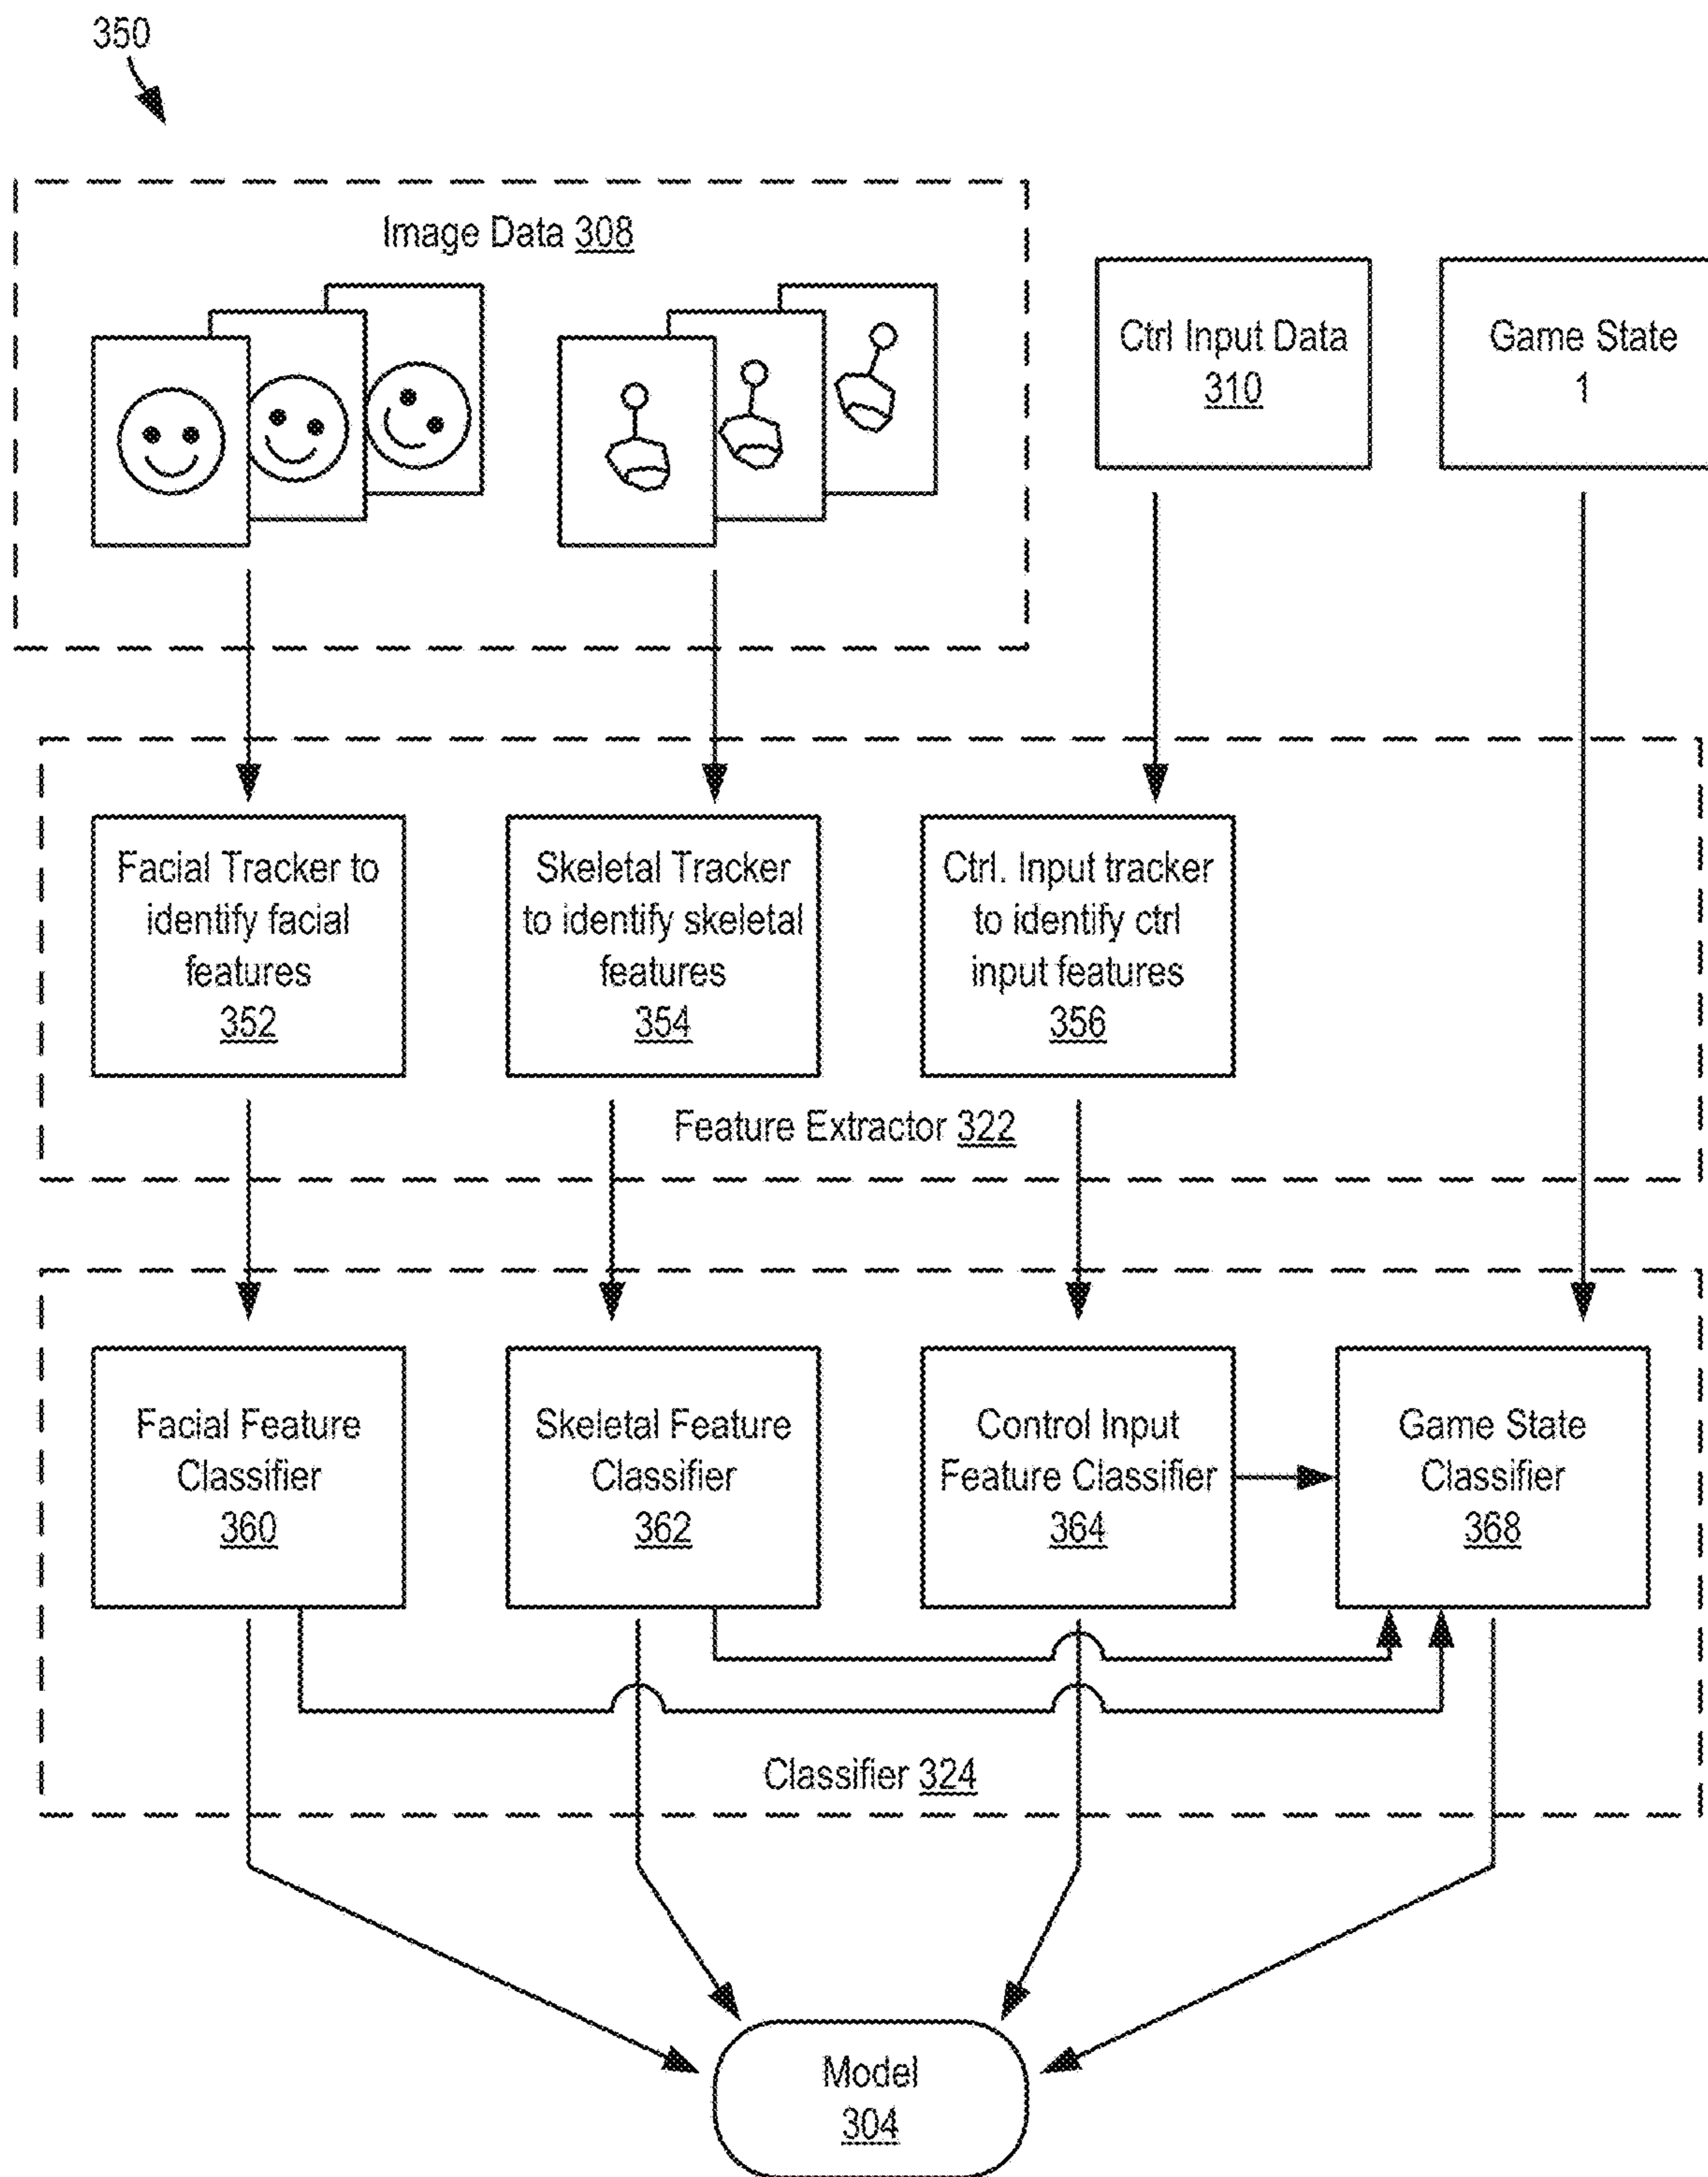 350
Image Data 308
Ctrl Input Data
310
Game State
1
Facial Tracker to
identify facial
features
352
Skeletal Tracker
to identify skeletal
features
354
Ctrl. Input tracker
to identify ctrl
input features
356
Feature Extractor 322
Facial Feature
Classifier
360
Skeletal Feature
Classifier
362
Control Input
Feature Classifier
364
Game State
Classifier
368
Classifier 324
Model
304